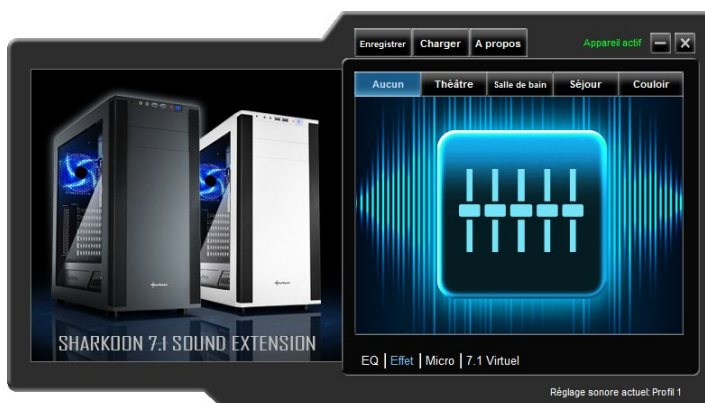 Enregistrer Charger A propos Appareil actif
Aucun Théâtre Salle de bain Séjour Couloir
SHARKOON 7.1 SOUND EXTENSION
EQ | Effet | Micro | 7.1 Virtuel
Réglage sonore actuel: Profil 1